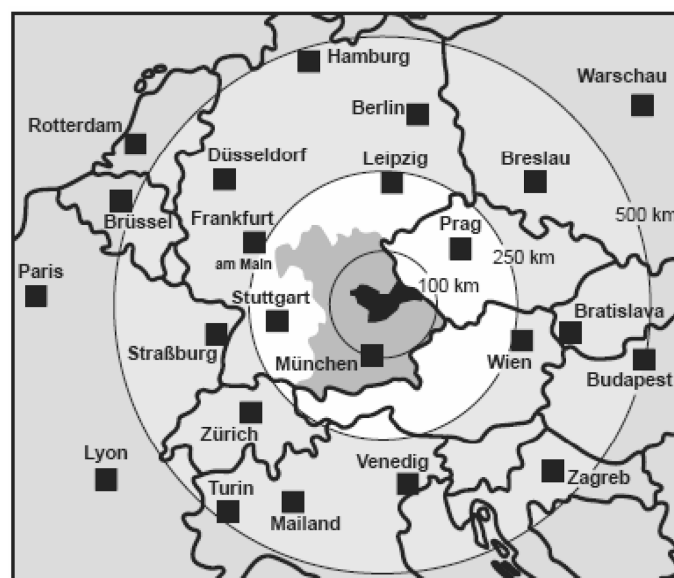 Hamburg
Warschau
Berlin
Rotterdam
Düsseldorf
Leipzig
Breslau
Brüssel
Frankfurt
am Main
Prag
500 km
250 km
Paris
100 km
Stuttgart
Bratislava
Straßburg
München
Wien
Budapest
Zürich
Lyon
Venedig
Zagreb
Turin
Mailand